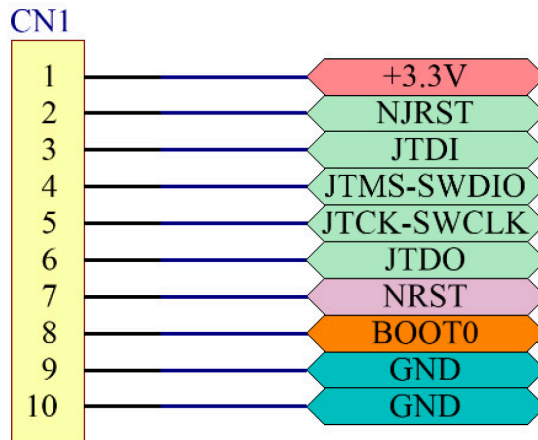 CN1
1 +3.3V
2 NJRST
3 JTDI
4 JTMS-SWDIO
5 JTCK-SWCLK
6 JTDO
7 NRST
8 BOOT0
9 GND
10 GND